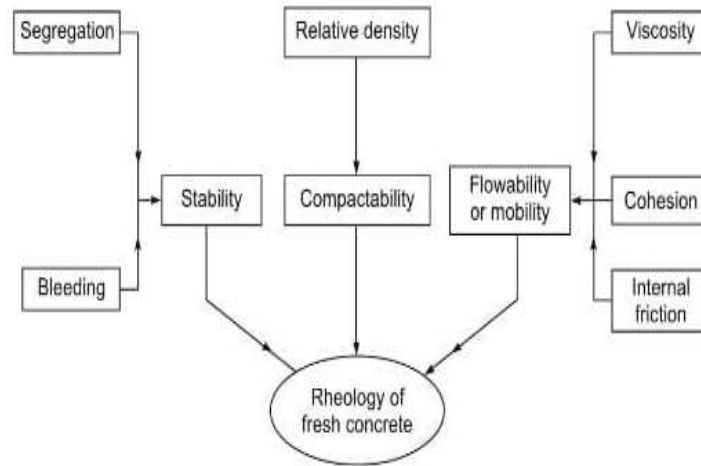 Segregation
Relative density
Viscosity
Stability
Compactability
Flowability
or mobility
Cohesion
Bleeding
Internal
friction
Rheology of
fresh concrete